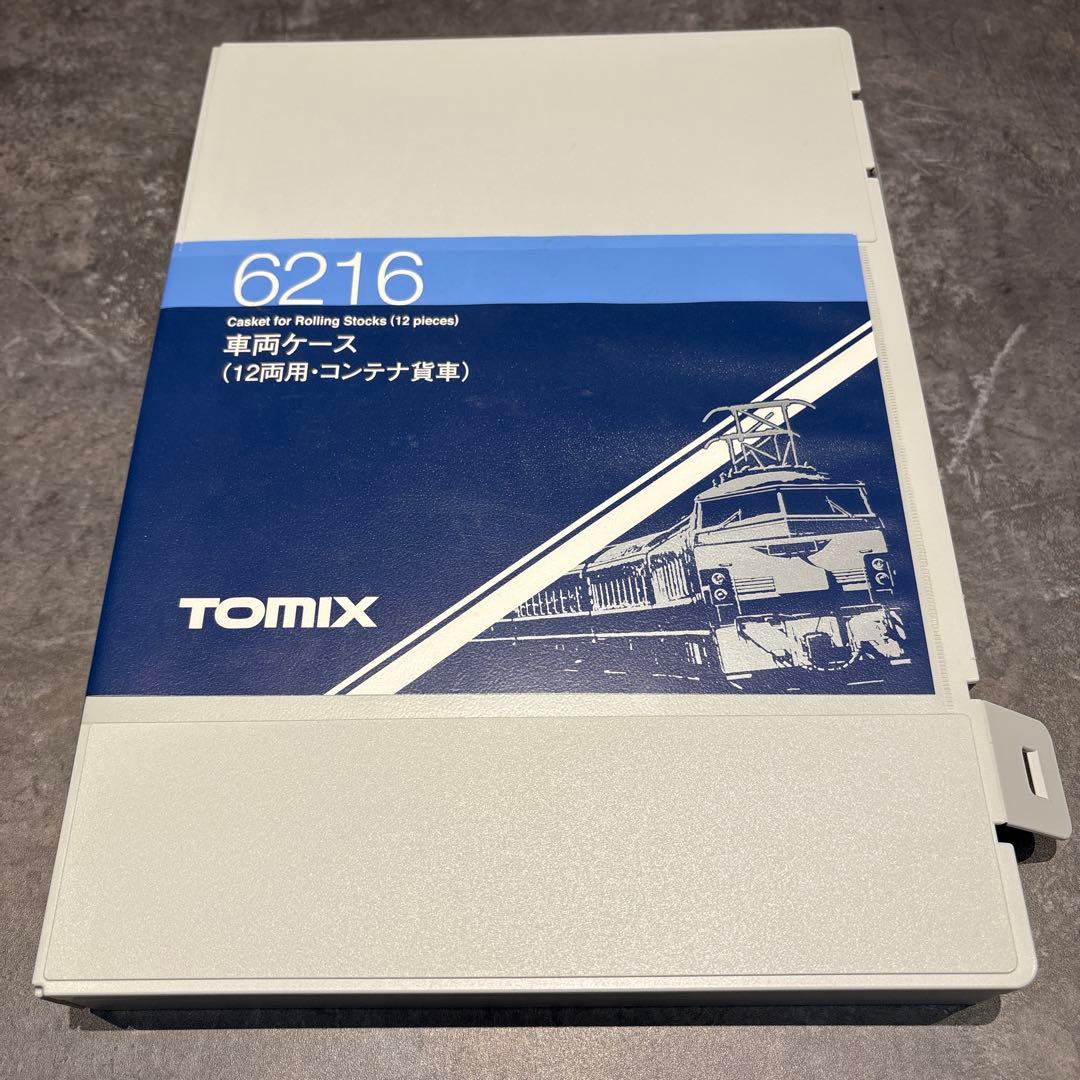 6216
Casket for Rolling Stocks (12 pieces)
車両ケース
(12両用・コンテナ貨車)
TOMIX